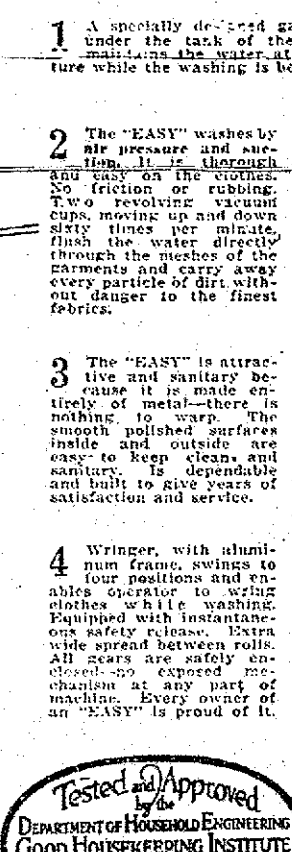 1 A specially designed ga
under the tank of the
maintains the water at
ture while the washing is be
2 The "EASY" washes by
air pressure and suc-
tion. It is thorough
and easy on the clothes.
No friction or rubbing.
Two revolving vacuum
cups, moving up and down
sixty times per minute,
flush the water directly
through the meshes of the
garments and carry away
every particle of dirt with-
out danger to the finest
fabrics.
3 The "EASY" is attrac-
tive and sanitary be-
cause it is made en-
tirely of metal—there is
nothing to warp. The
smooth polished surfaces
inside and outside are
easy to keep clean and
sanitary. Is dependable
and built to give years of
satisfaction and service.
4 Wringer, with alumi-
num frame, swings to
four positions and en-
ables operator to wring
clothes while washing.
Equipped with instantane-
ous safety release. Extra
wide spread between rolls.
All gears are safely en-
closed—no exposed me-
chanism at any part of
machine. Every owner of
an "EASY" is proud of it.
Tested and Approved
by the
DEPARTMENT OF HOUSEHOLD ENGINEERING
GOOD HOUSEKEEPING INSTITUTE